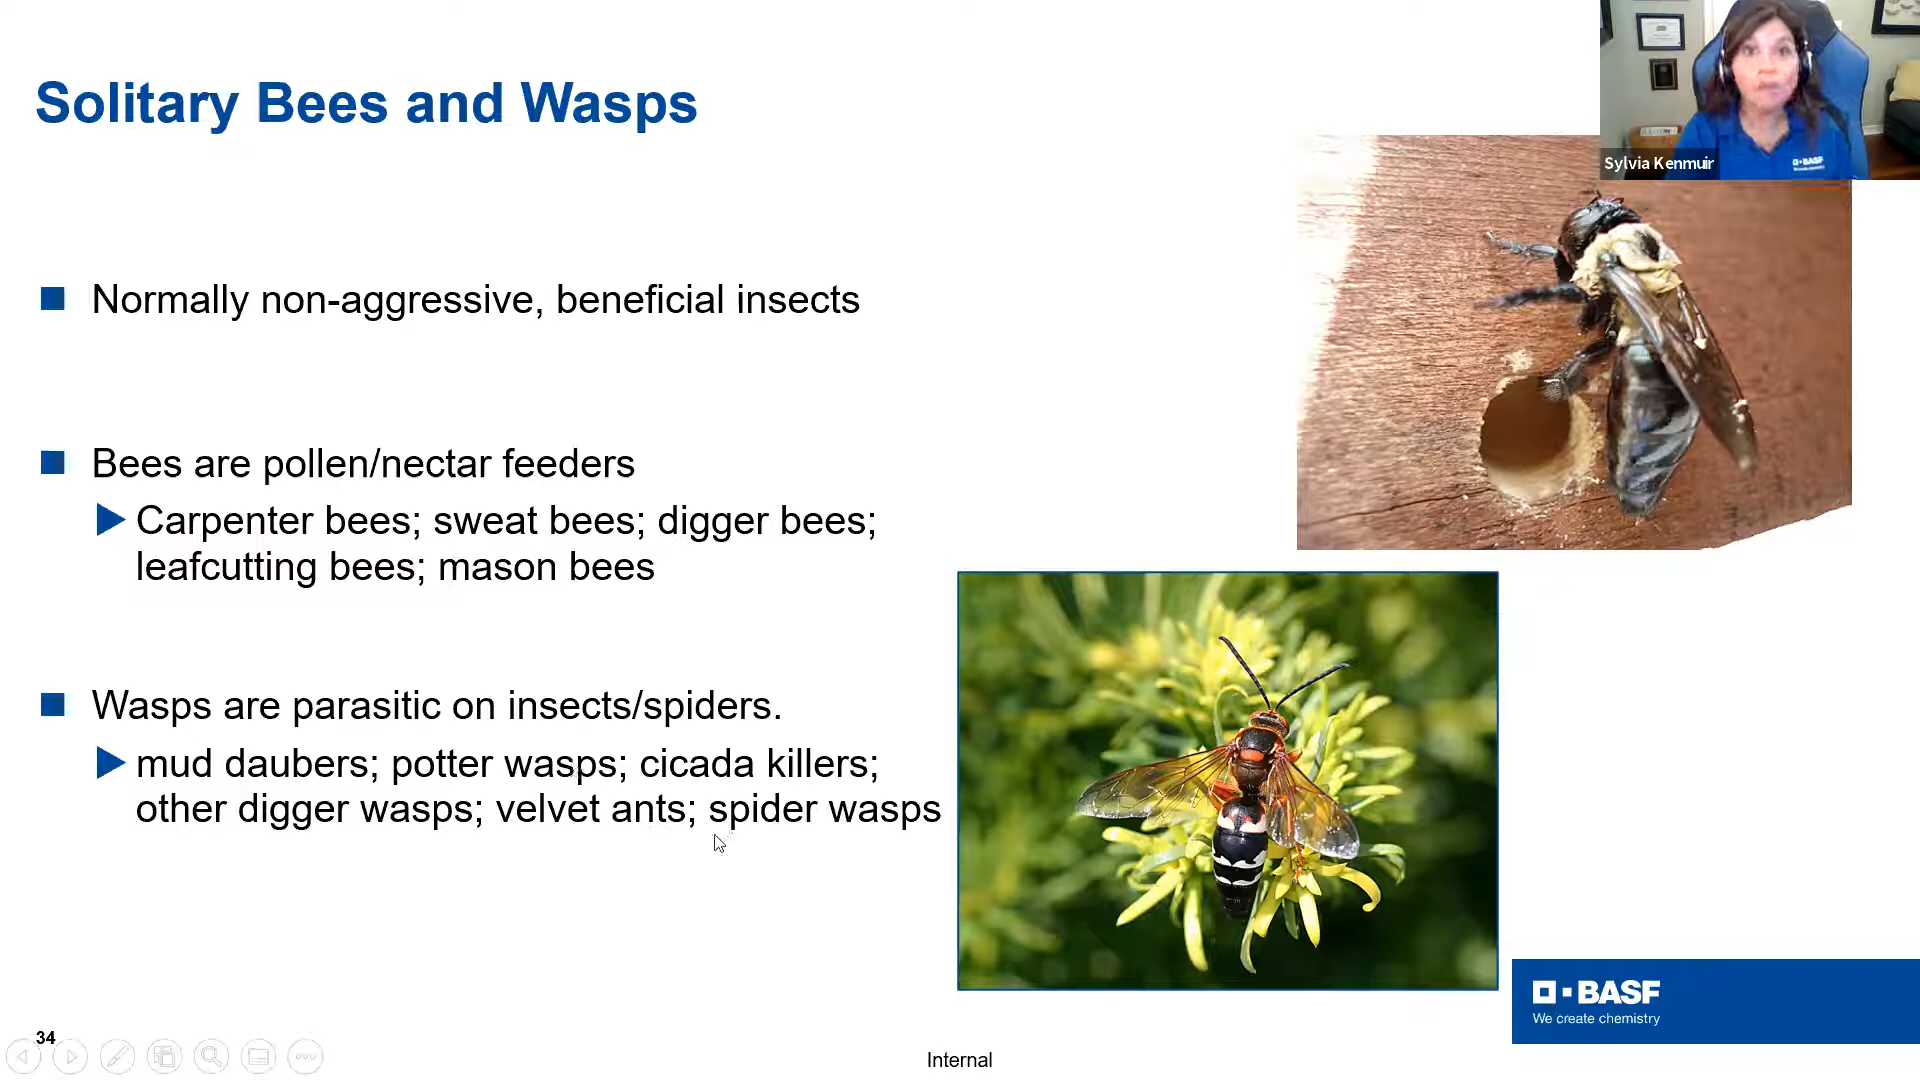 Solitary Bees and Wasps
Sylvia Kenmuir
BASF
Normally non-aggressive, beneficial insects
Bees are pollen/nectar feeders
Carpenter bees; sweat bees; digger bees;
leafcutting bees; mason bees
Wasps are parasitic on insects/spiders.
mud daubers; potter wasps; cicada killers;
other digger wasps; velvet ants; spider wasps
BASF
We create chemistry
34
Internal